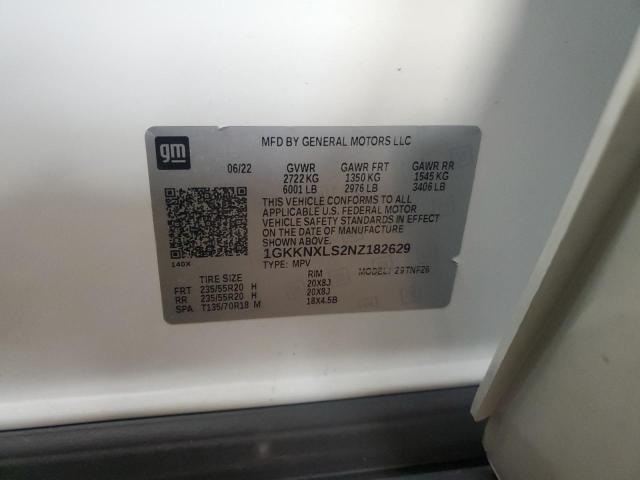 gm
MFD BY GENERAL MOTORS LLC
06/22 GVWR GAWR FRT GAWR RR
2722 KG 1350 KG 1545 KG
6001 LB 2976 LB 3406 LB
THIS VEHICLE CONFORMS TO ALL
APPLICABLE U.S. FEDERAL MOTOR
VEHICLE SAFETY STANDARDS IN EFFECT
ON THE DATE OF MANUFACTURE
SHOWN ABOVE.
1GKKNXLS2NZ182629
140X
TYPE: MPV MODEL: 29TNF26
TIRE SIZE RIM
FRT 235/55R20 H 20X8J
RR 235/55R20 H 20X8J
SPA T135/70R18 M 18X4.5B